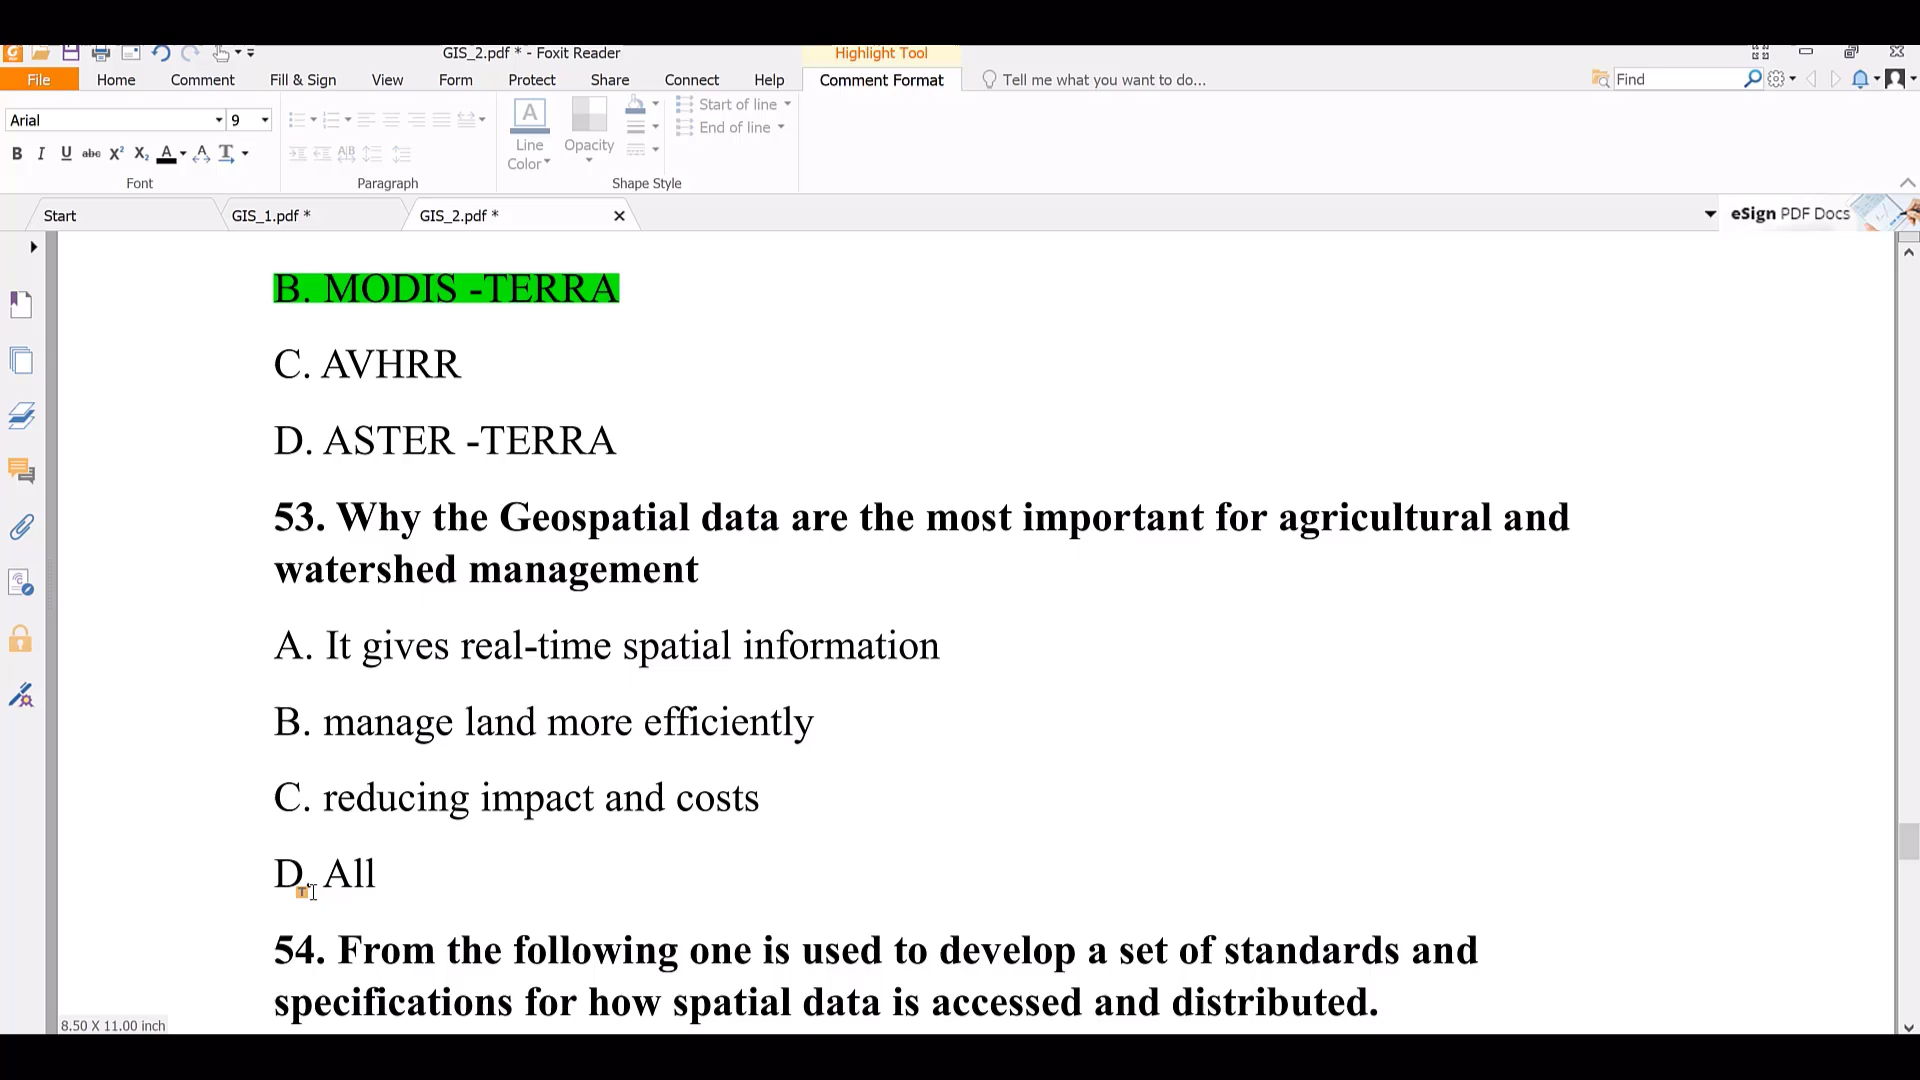 GIS_2.pdf * - Foxit Reader
Highlight Tool
File
Home
Comment
Fill & Sign
View
Form
Protect
Share
Connect
Help
Comment Format
Tell me what you want to do...
Find
Arial
9
Start of line
End of line
B I U abc X² X₂ A A T
A
Line Color
Opacity
Font
Paragraph
Shape Style
Start
GIS_1.pdf *
GIS_2.pdf *
eSign PDF Docs
B. MODIS -TERRA
C. AVHRR
D. ASTER -TERRA
53. Why the Geospatial data are the most important for agricultural and
watershed management
A. It gives real-time spatial information
B. manage land more efficiently
C. reducing impact and costs
D. All
54. From the following one is used to develop a set of standards and
specifications for how spatial data is accessed and distributed.
8.50 X 11.00 inch